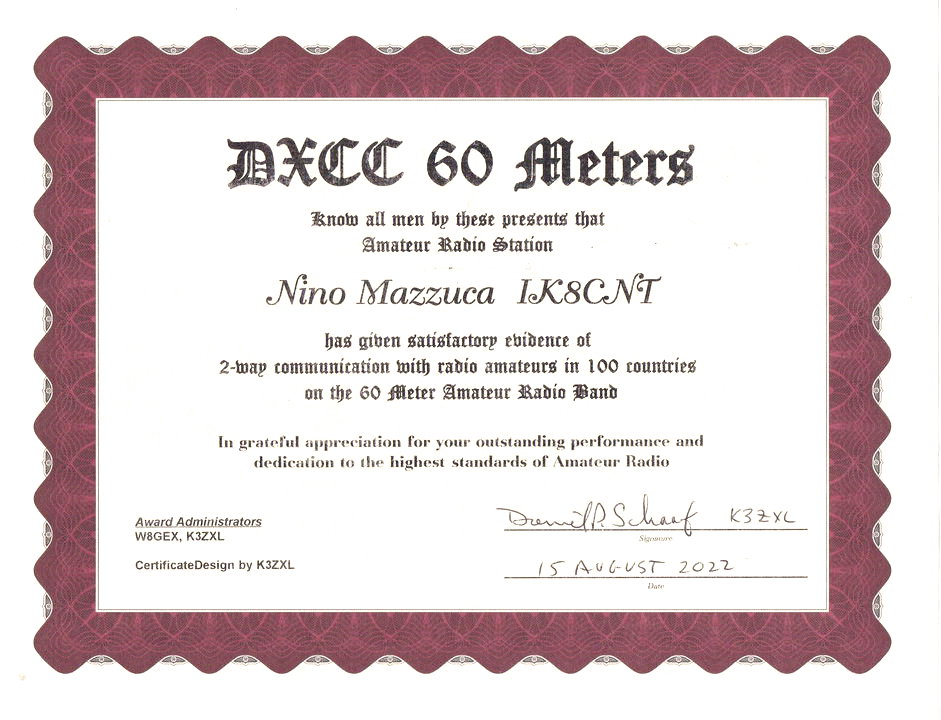 DXCC 60 Meters
Know all men by these presents that
Amateur Radio Station
Nino Mazzuca IK8CNT
has given satisfactory evidence of
2-way communication with radio amateurs in 100 countries
on the 60 Meter Amateur Radio Band
In grateful appreciation for your outstanding performance and
dedication to the highest standards of Amateur Radio
Award Administrators
W8GEX, K3ZXL
CertificateDesign by K3ZXL
Daniel P. Schaaf K3ZXL
Signature
15 AUGUST 2022
Date